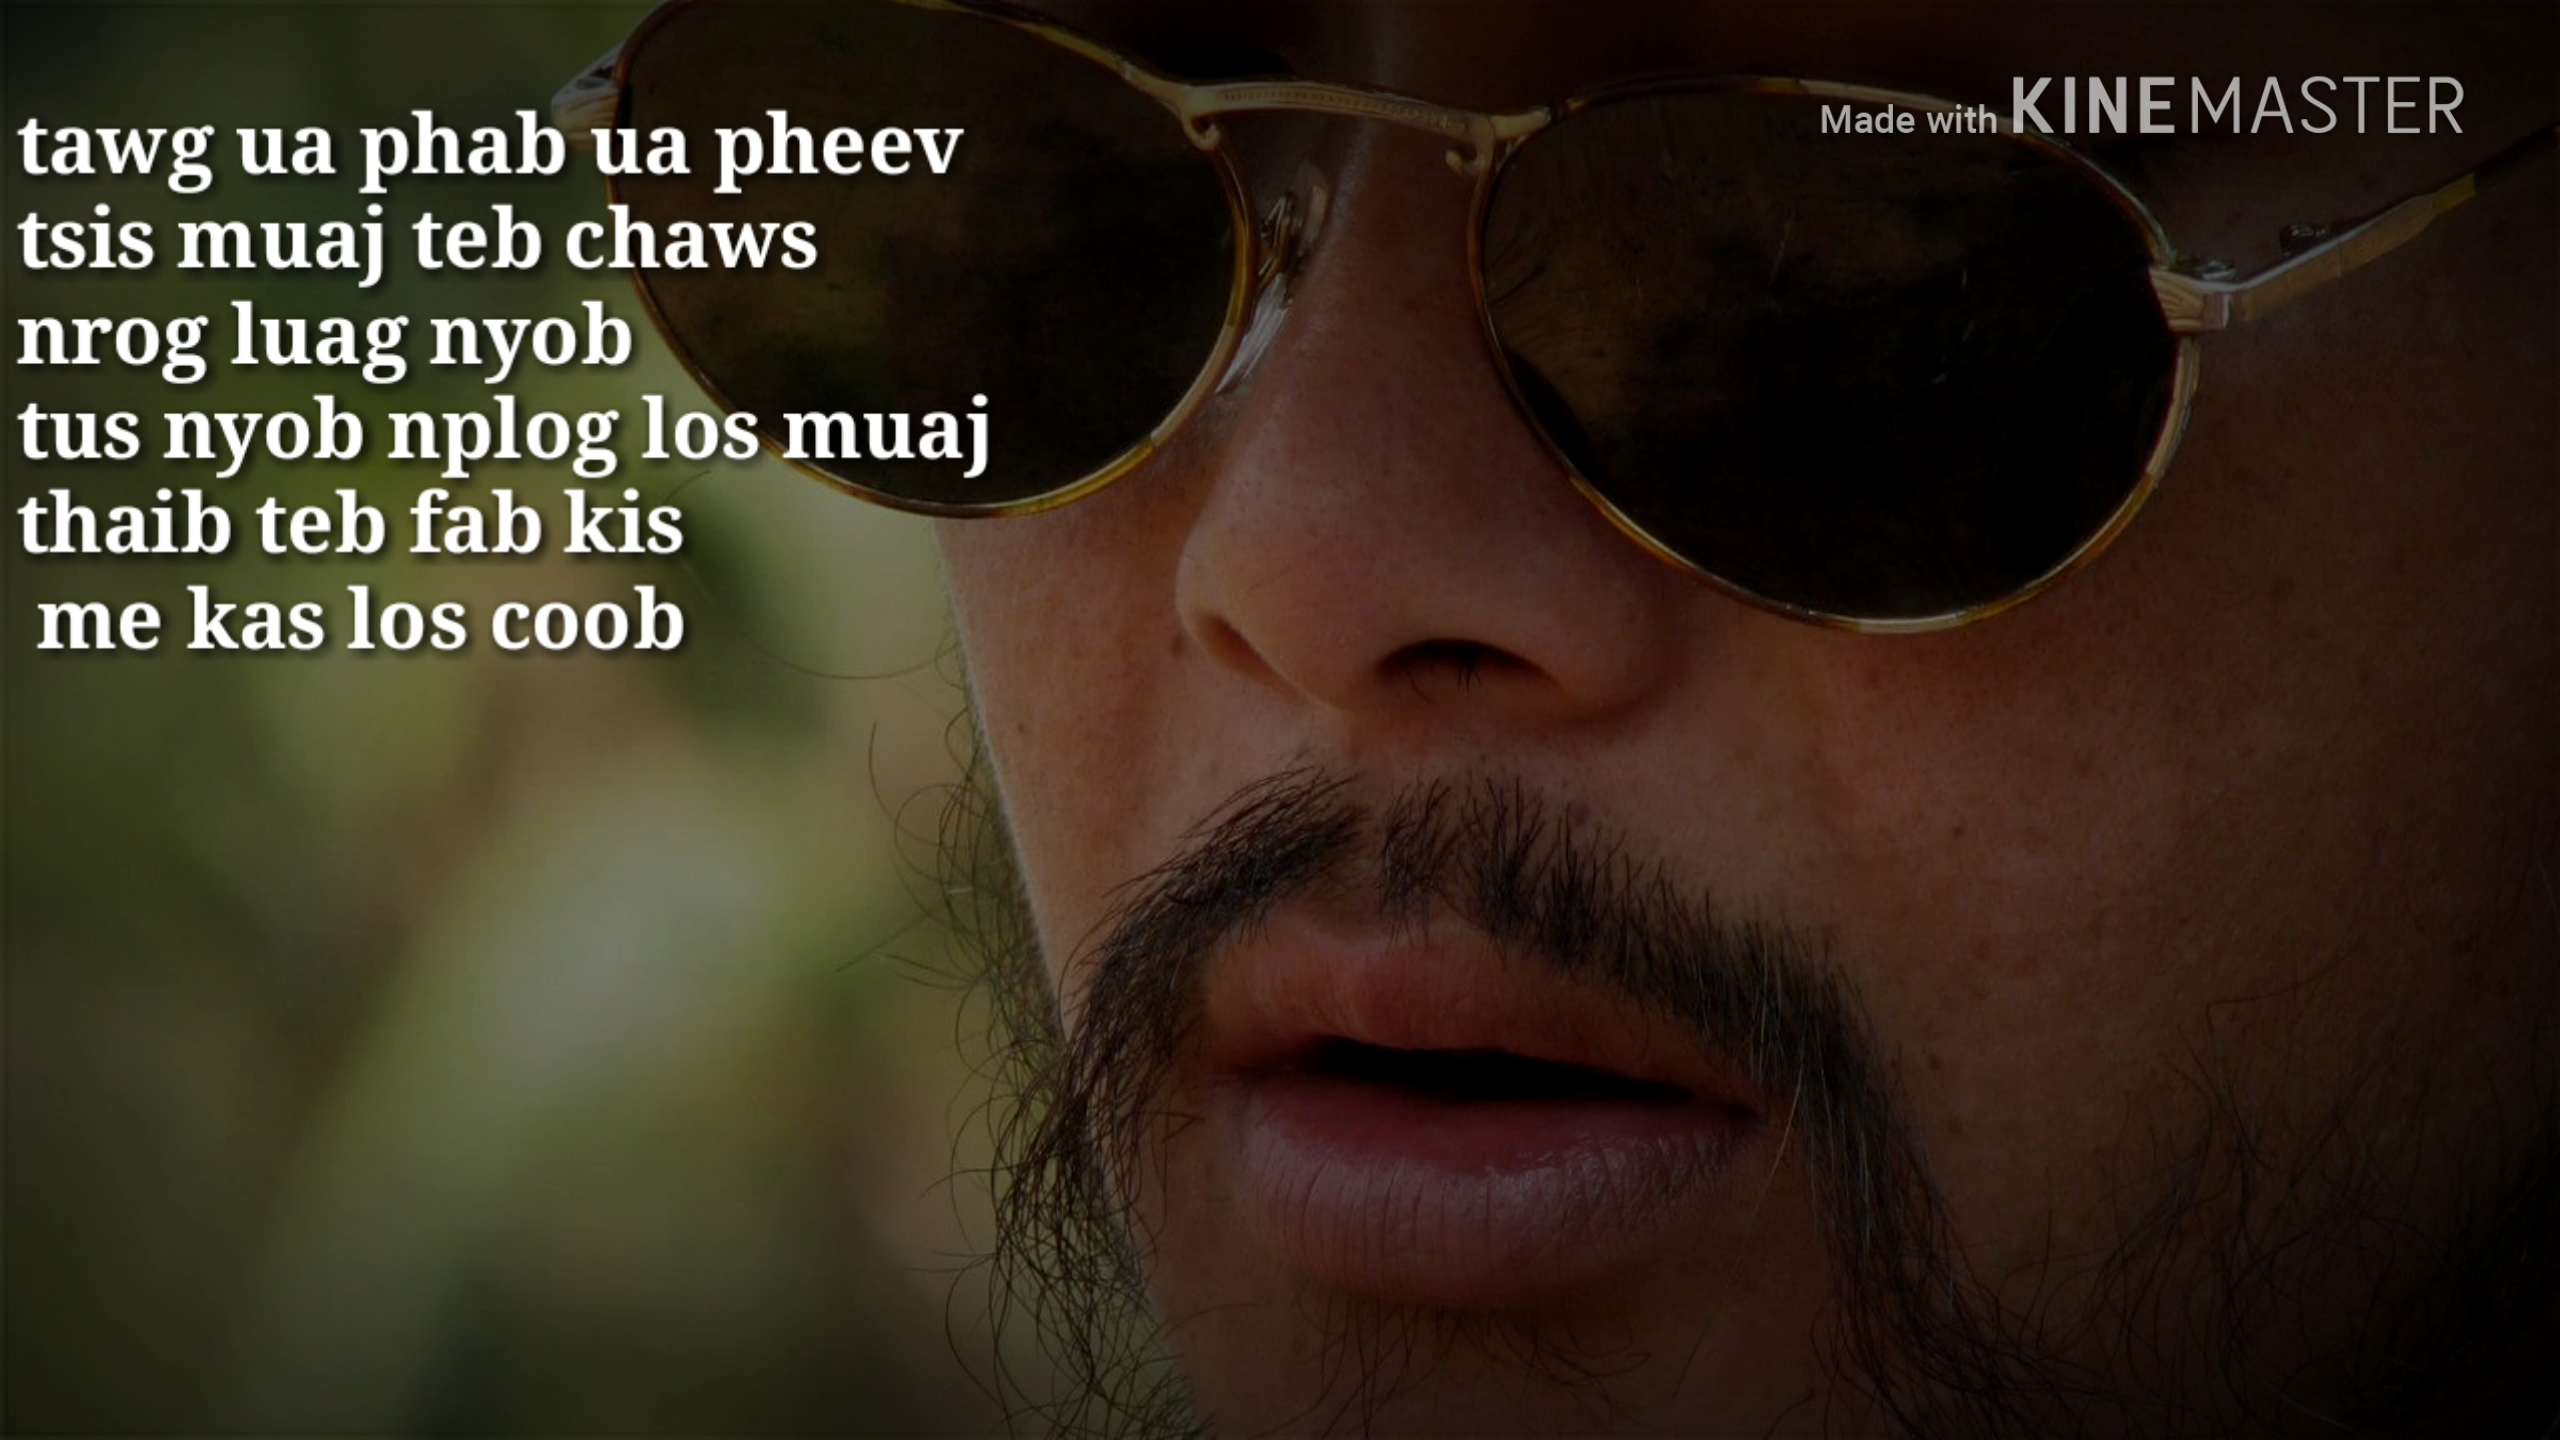 Made with KINEMASTER
tawg ua phab ua pheev
tsis muaj teb chaws
nrog luag nyob
tus nyob nplog los muaj
thaib teb fab kis
me kas los coob